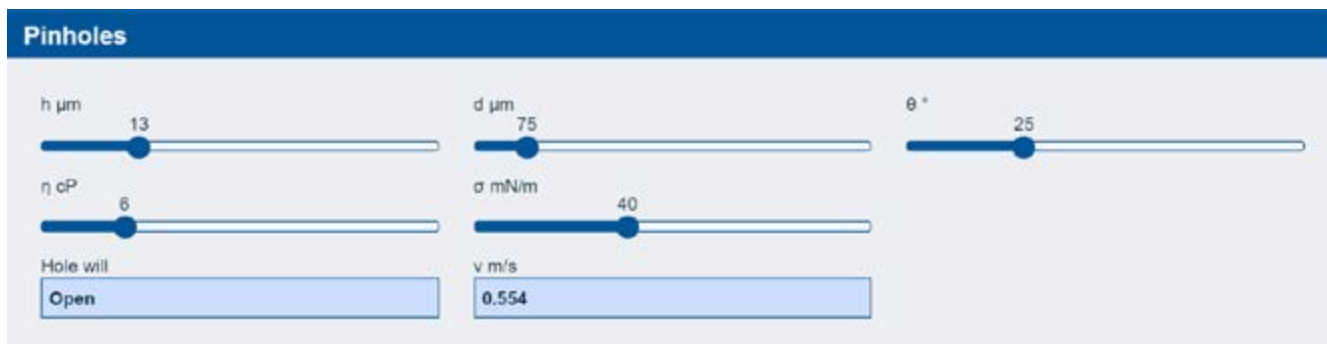 Pinholes
h µm
13
d µm
75
θ °
25
η cP
6
σ mN/m
40
Hole will
Open
v m/s
0.554